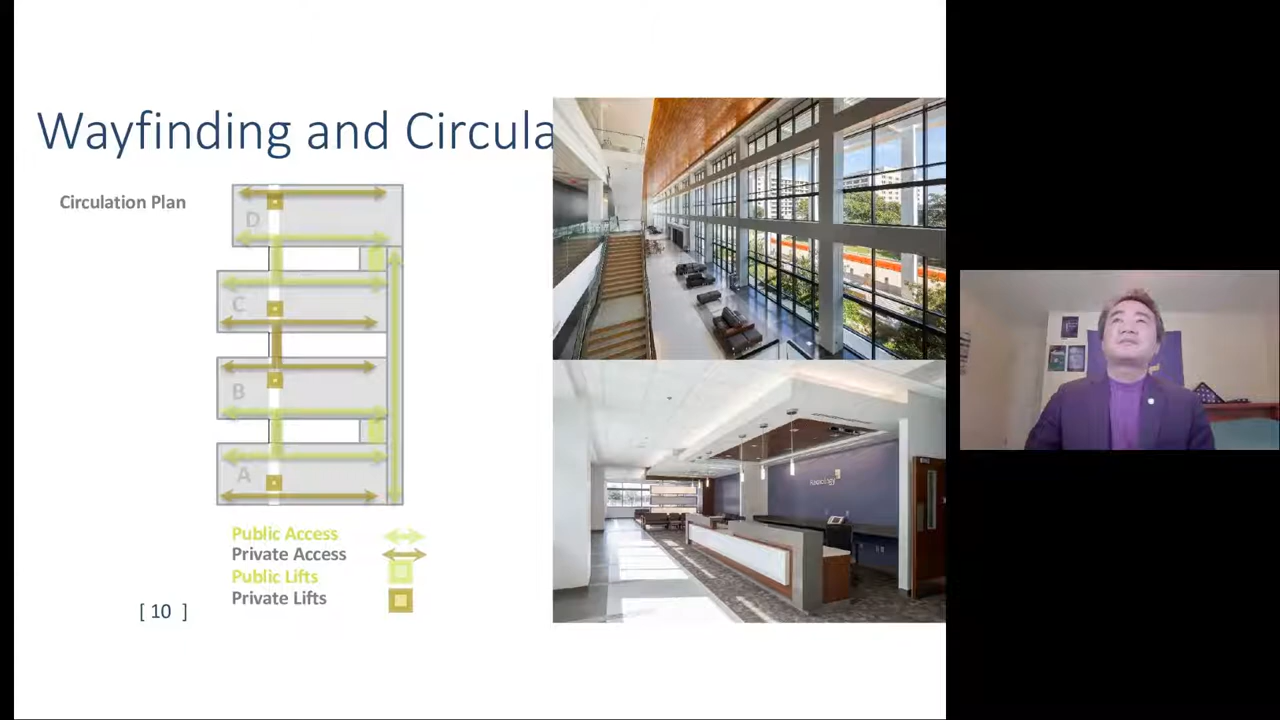 Wayfinding and Circula
Circulation Plan
D
C
B
A
Public Access
Private Access
Public Lifts
Private Lifts
[ 10 ]